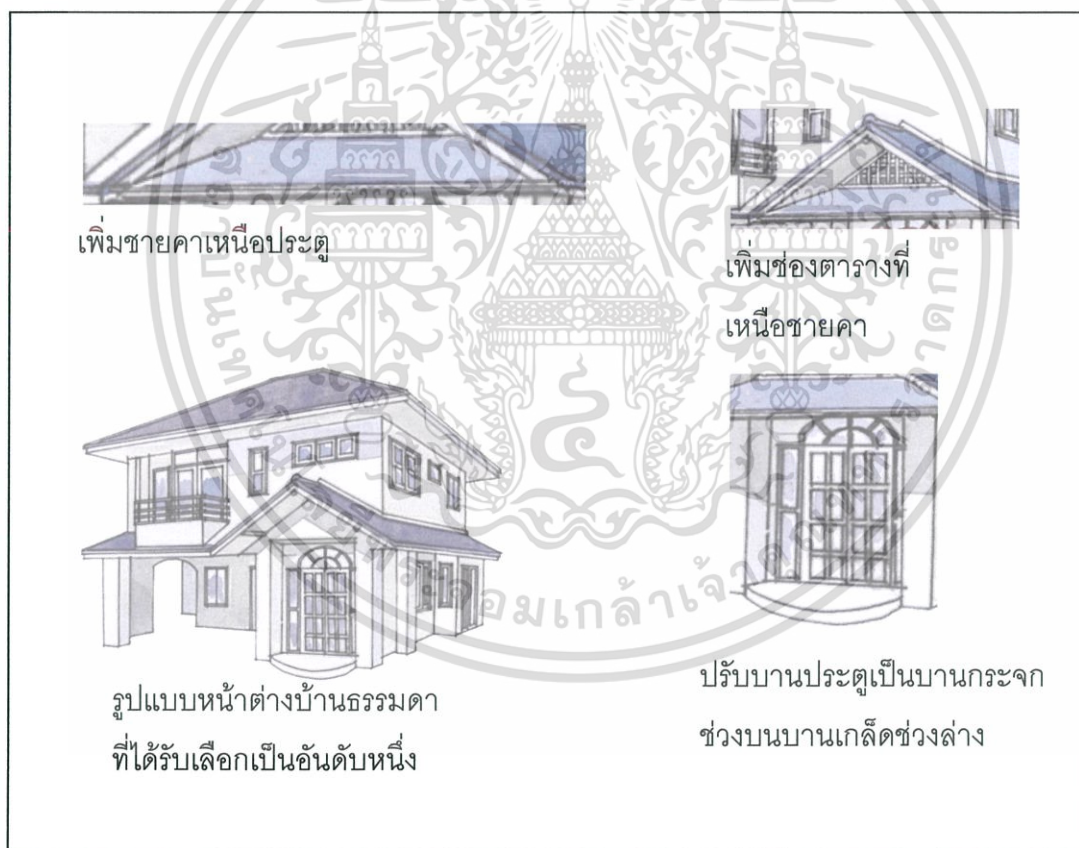 เพิ่มชายคาเหนือประตู
เพิ่มช่องตารางที่
เหนือชายคา
รูปแบบหน้าต่างบ้านธรรมดา
ที่ได้รับเลือกเป็นอันดับหนึ่ง
ปรับบานประตูเป็นบานกระจก
ช่วงบนบานเกล็ดช่วงล่าง